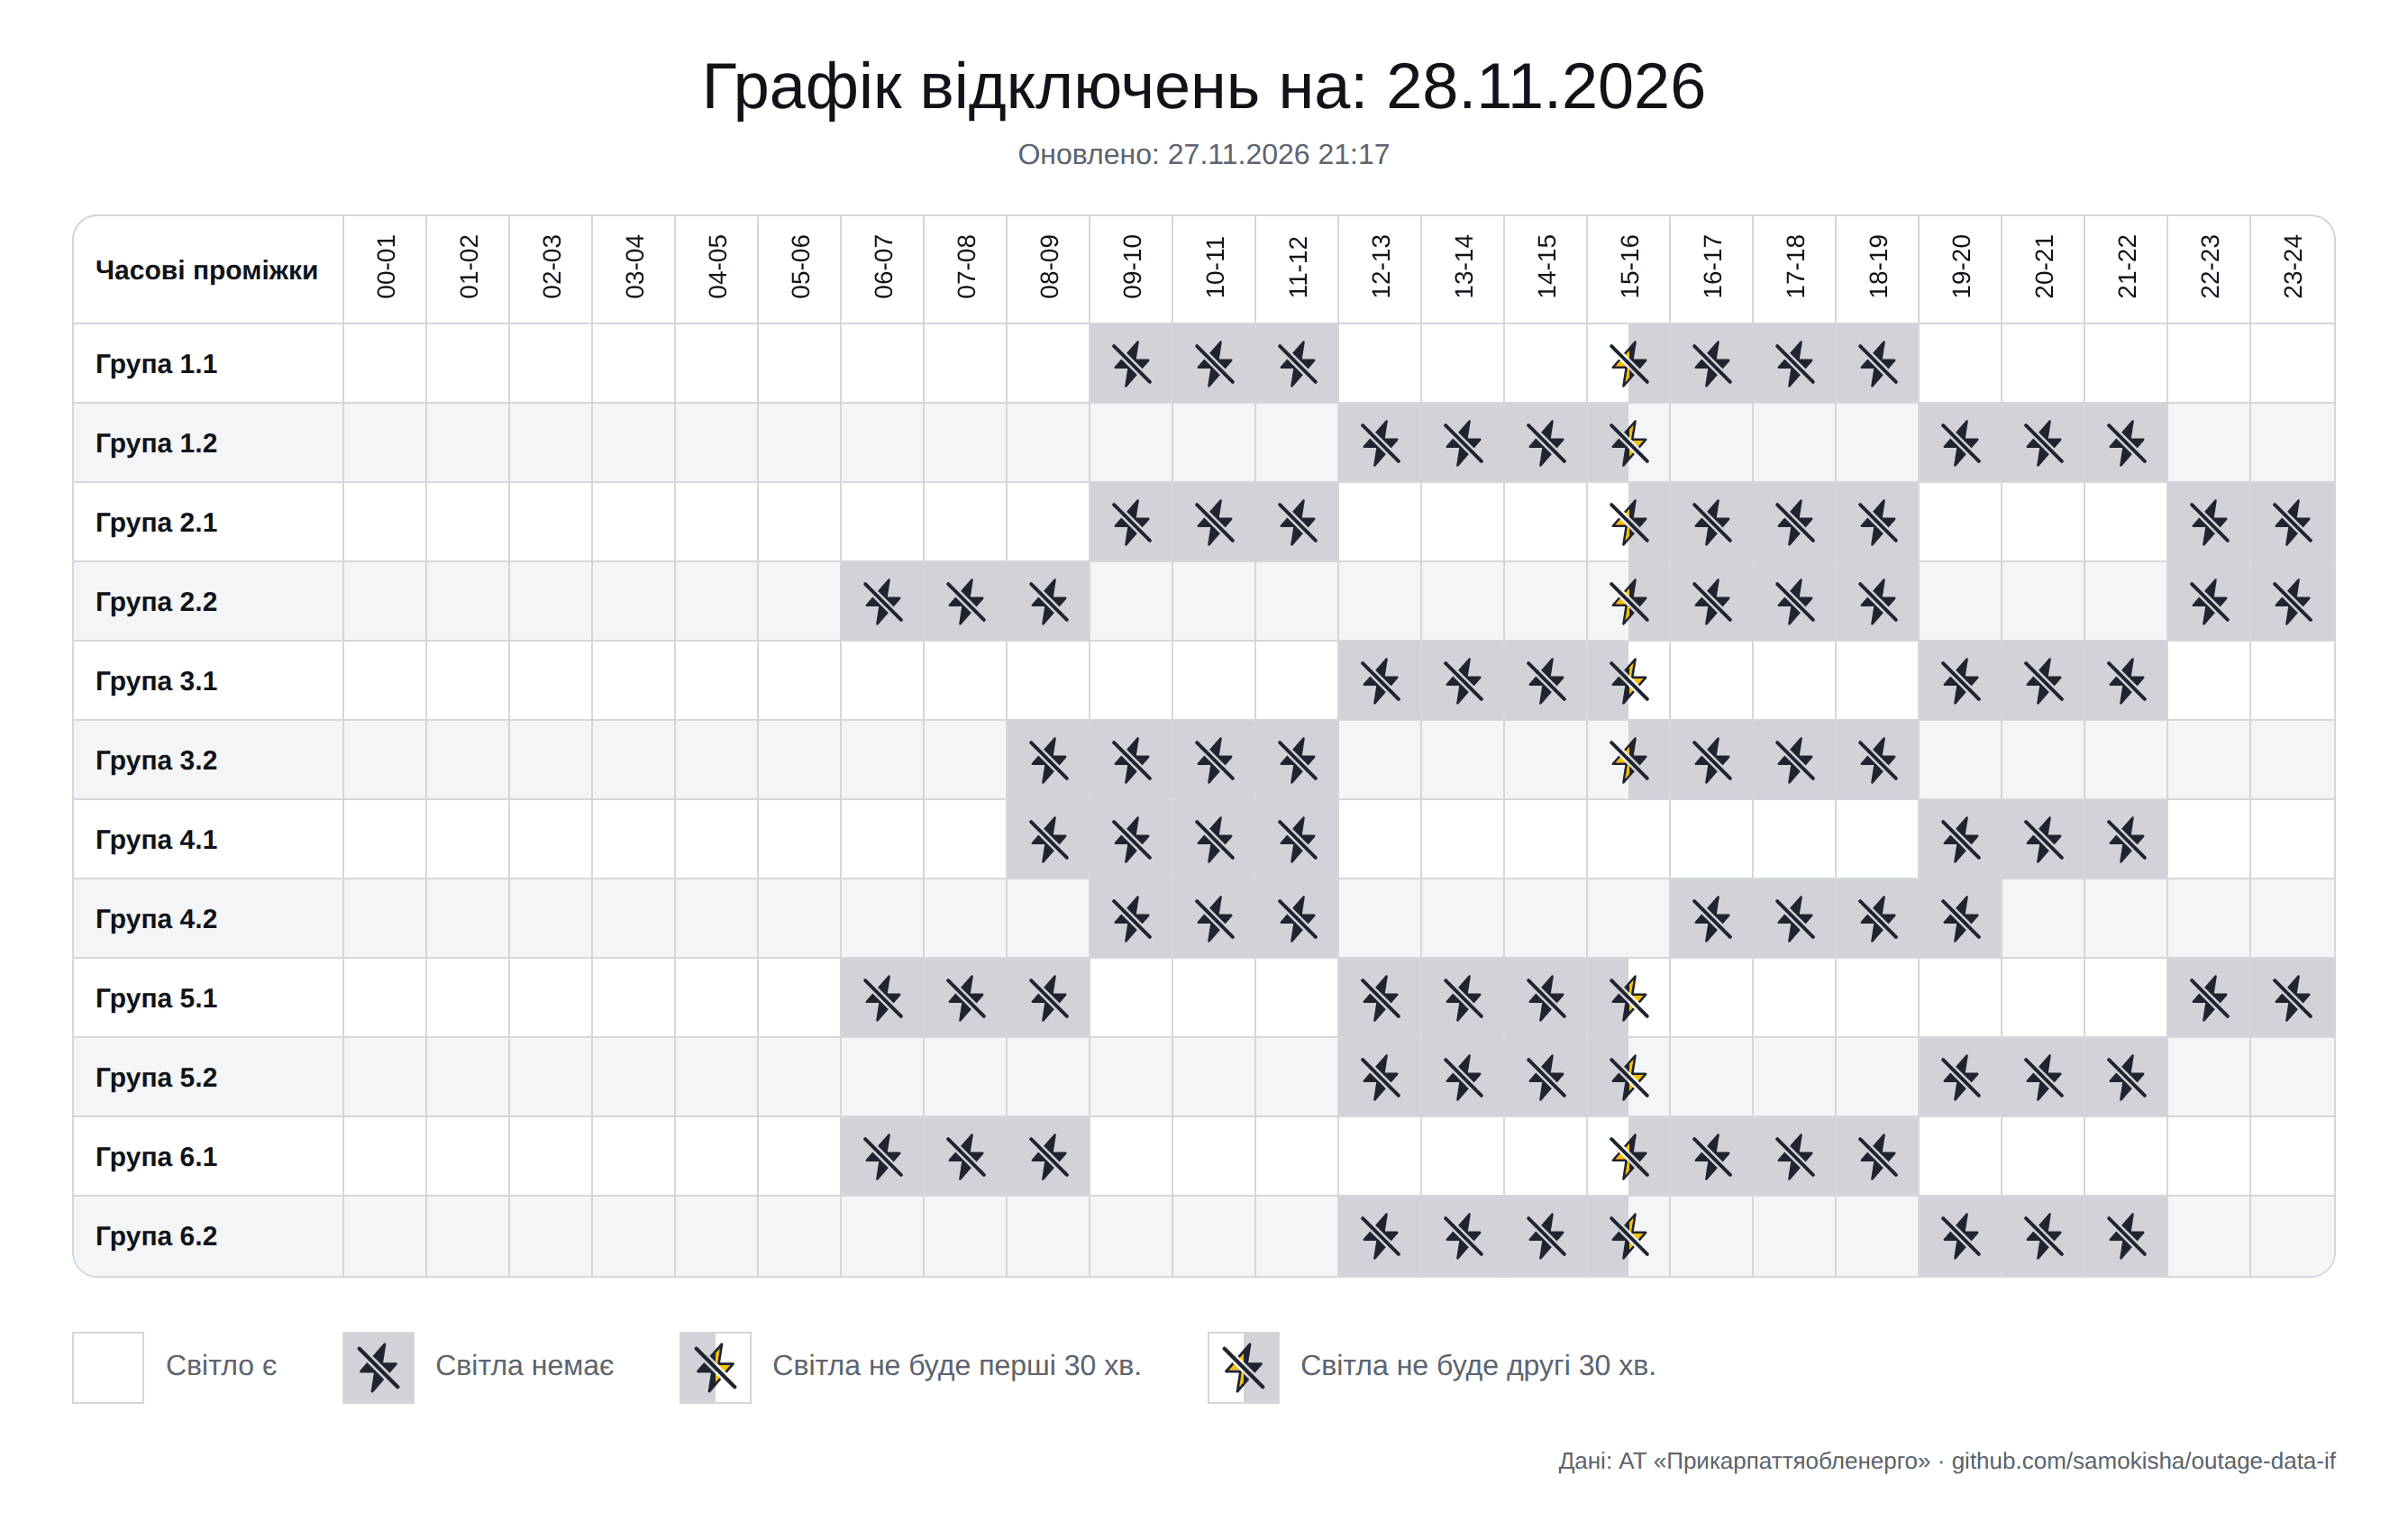 Графік відключень на: 28.11.2026
Оновлено: 27.11.2026 21:17
Часові проміжки 00-01 01-02 02-03 03-04 04-05 05-06 06-07 07-08 08-09 09-10 10-11 11-12 12-13 13-14 14-15 15-16 16-17 17-18 18-19 19-20 20-21 21-22 22-23 23-24
Група 1.1
Група 1.2
Група 2.1
Група 2.2
Група 3.1
Група 3.2
Група 4.1
Група 4.2
Група 5.1
Група 5.2
Група 6.1
Група 6.2
Світло є Світла немає Світла не буде перші 30 хв. Світла не буде другі 30 хв.
Дані: АТ «Прикарпаттяобленерго» · github.com/samokisha/outage-data-if